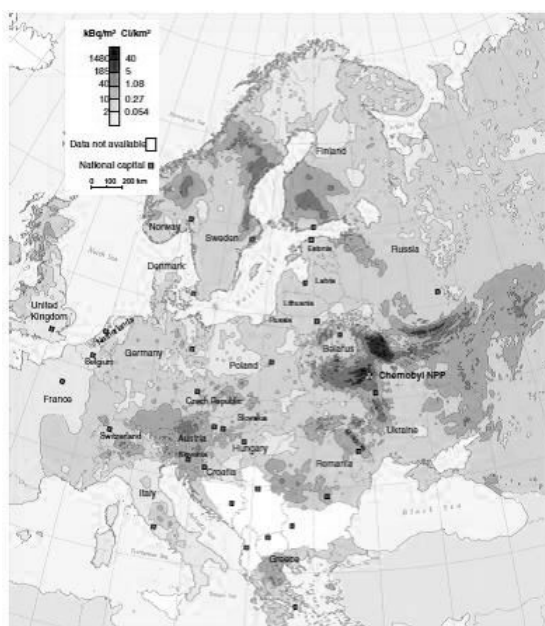 kBq/m² Ci/km²
1480 40
185 5
40 1.08
10 0.27
2 0.054
Data not available
National capital
0 100 200 km
Finland
Norway
Sweden
Estonia
Russia
Denmark
Latvia
Lithuania
United
Kingdom
Russia
Netherlands
Belarus
Germany
Poland
Belgium
Chernobyl NPP
France
Czech Republic
Slovakia
Ukraine
Switzerland
Austria
Hungary
Slovenia
Romania
Croatia
Italy
Black Sea
Greece